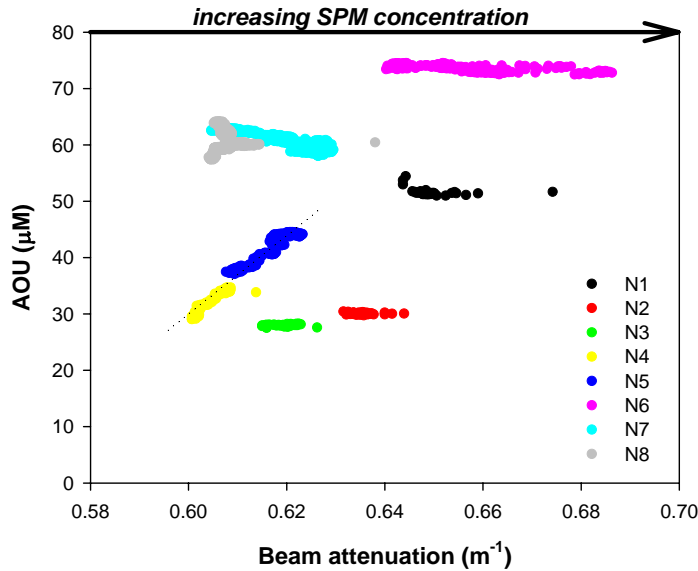 increasing SPM concentration
80
70
60
50
40
30
20
10
0
AOU (μM)
N1
N2
N3
N4
N5
N6
N7
N8
0.58 0.60 0.62 0.64 0.66 0.68 0.70
Beam attenuation (m⁻¹)